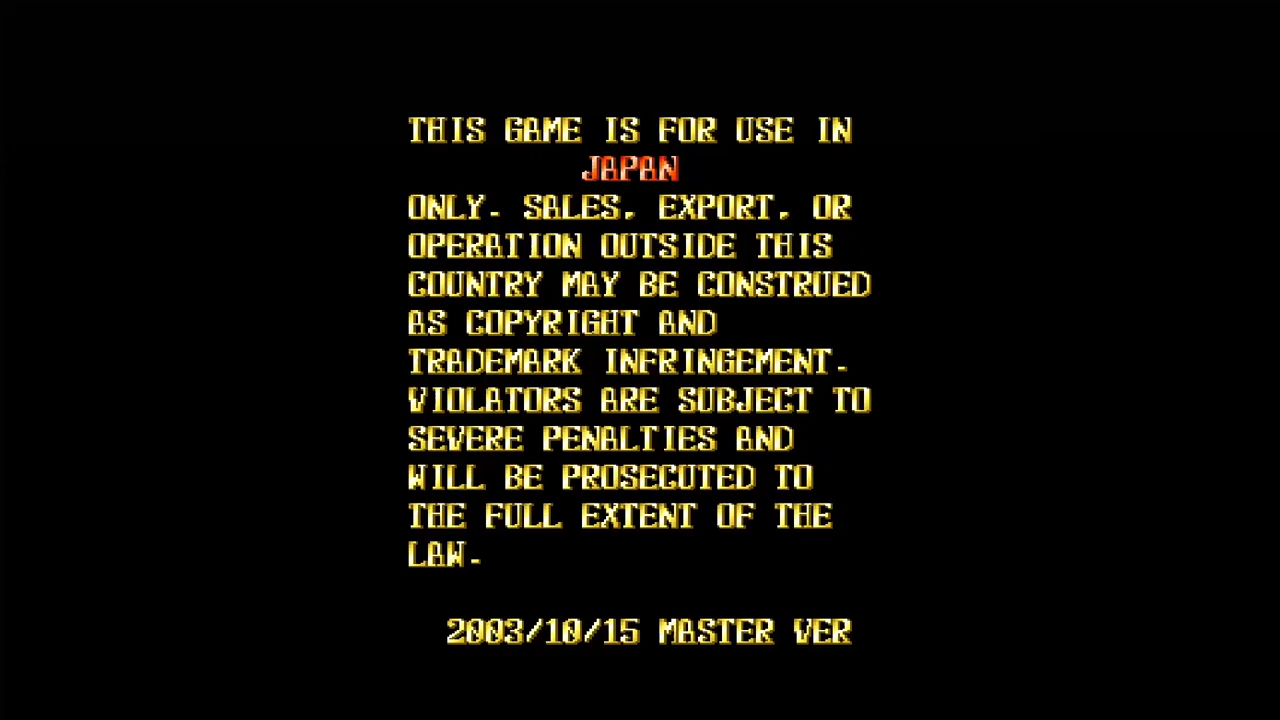 THIS GAME IS FOR USE IN
JAPAN
ONLY. SALES, EXPORT, OR
OPERATION OUTSIDE THIS
COUNTRY MAY BE CONSTRUED
AS COPYRIGHT AND
TRADEMARK INFRINGEMENT.
VIOLATORS ARE SUBJECT TO
SEVERE PENALTIES AND
WILL BE PROSECUTED TO
THE FULL EXTENT OF THE
LAW.
2003/10/15 MASTER VER